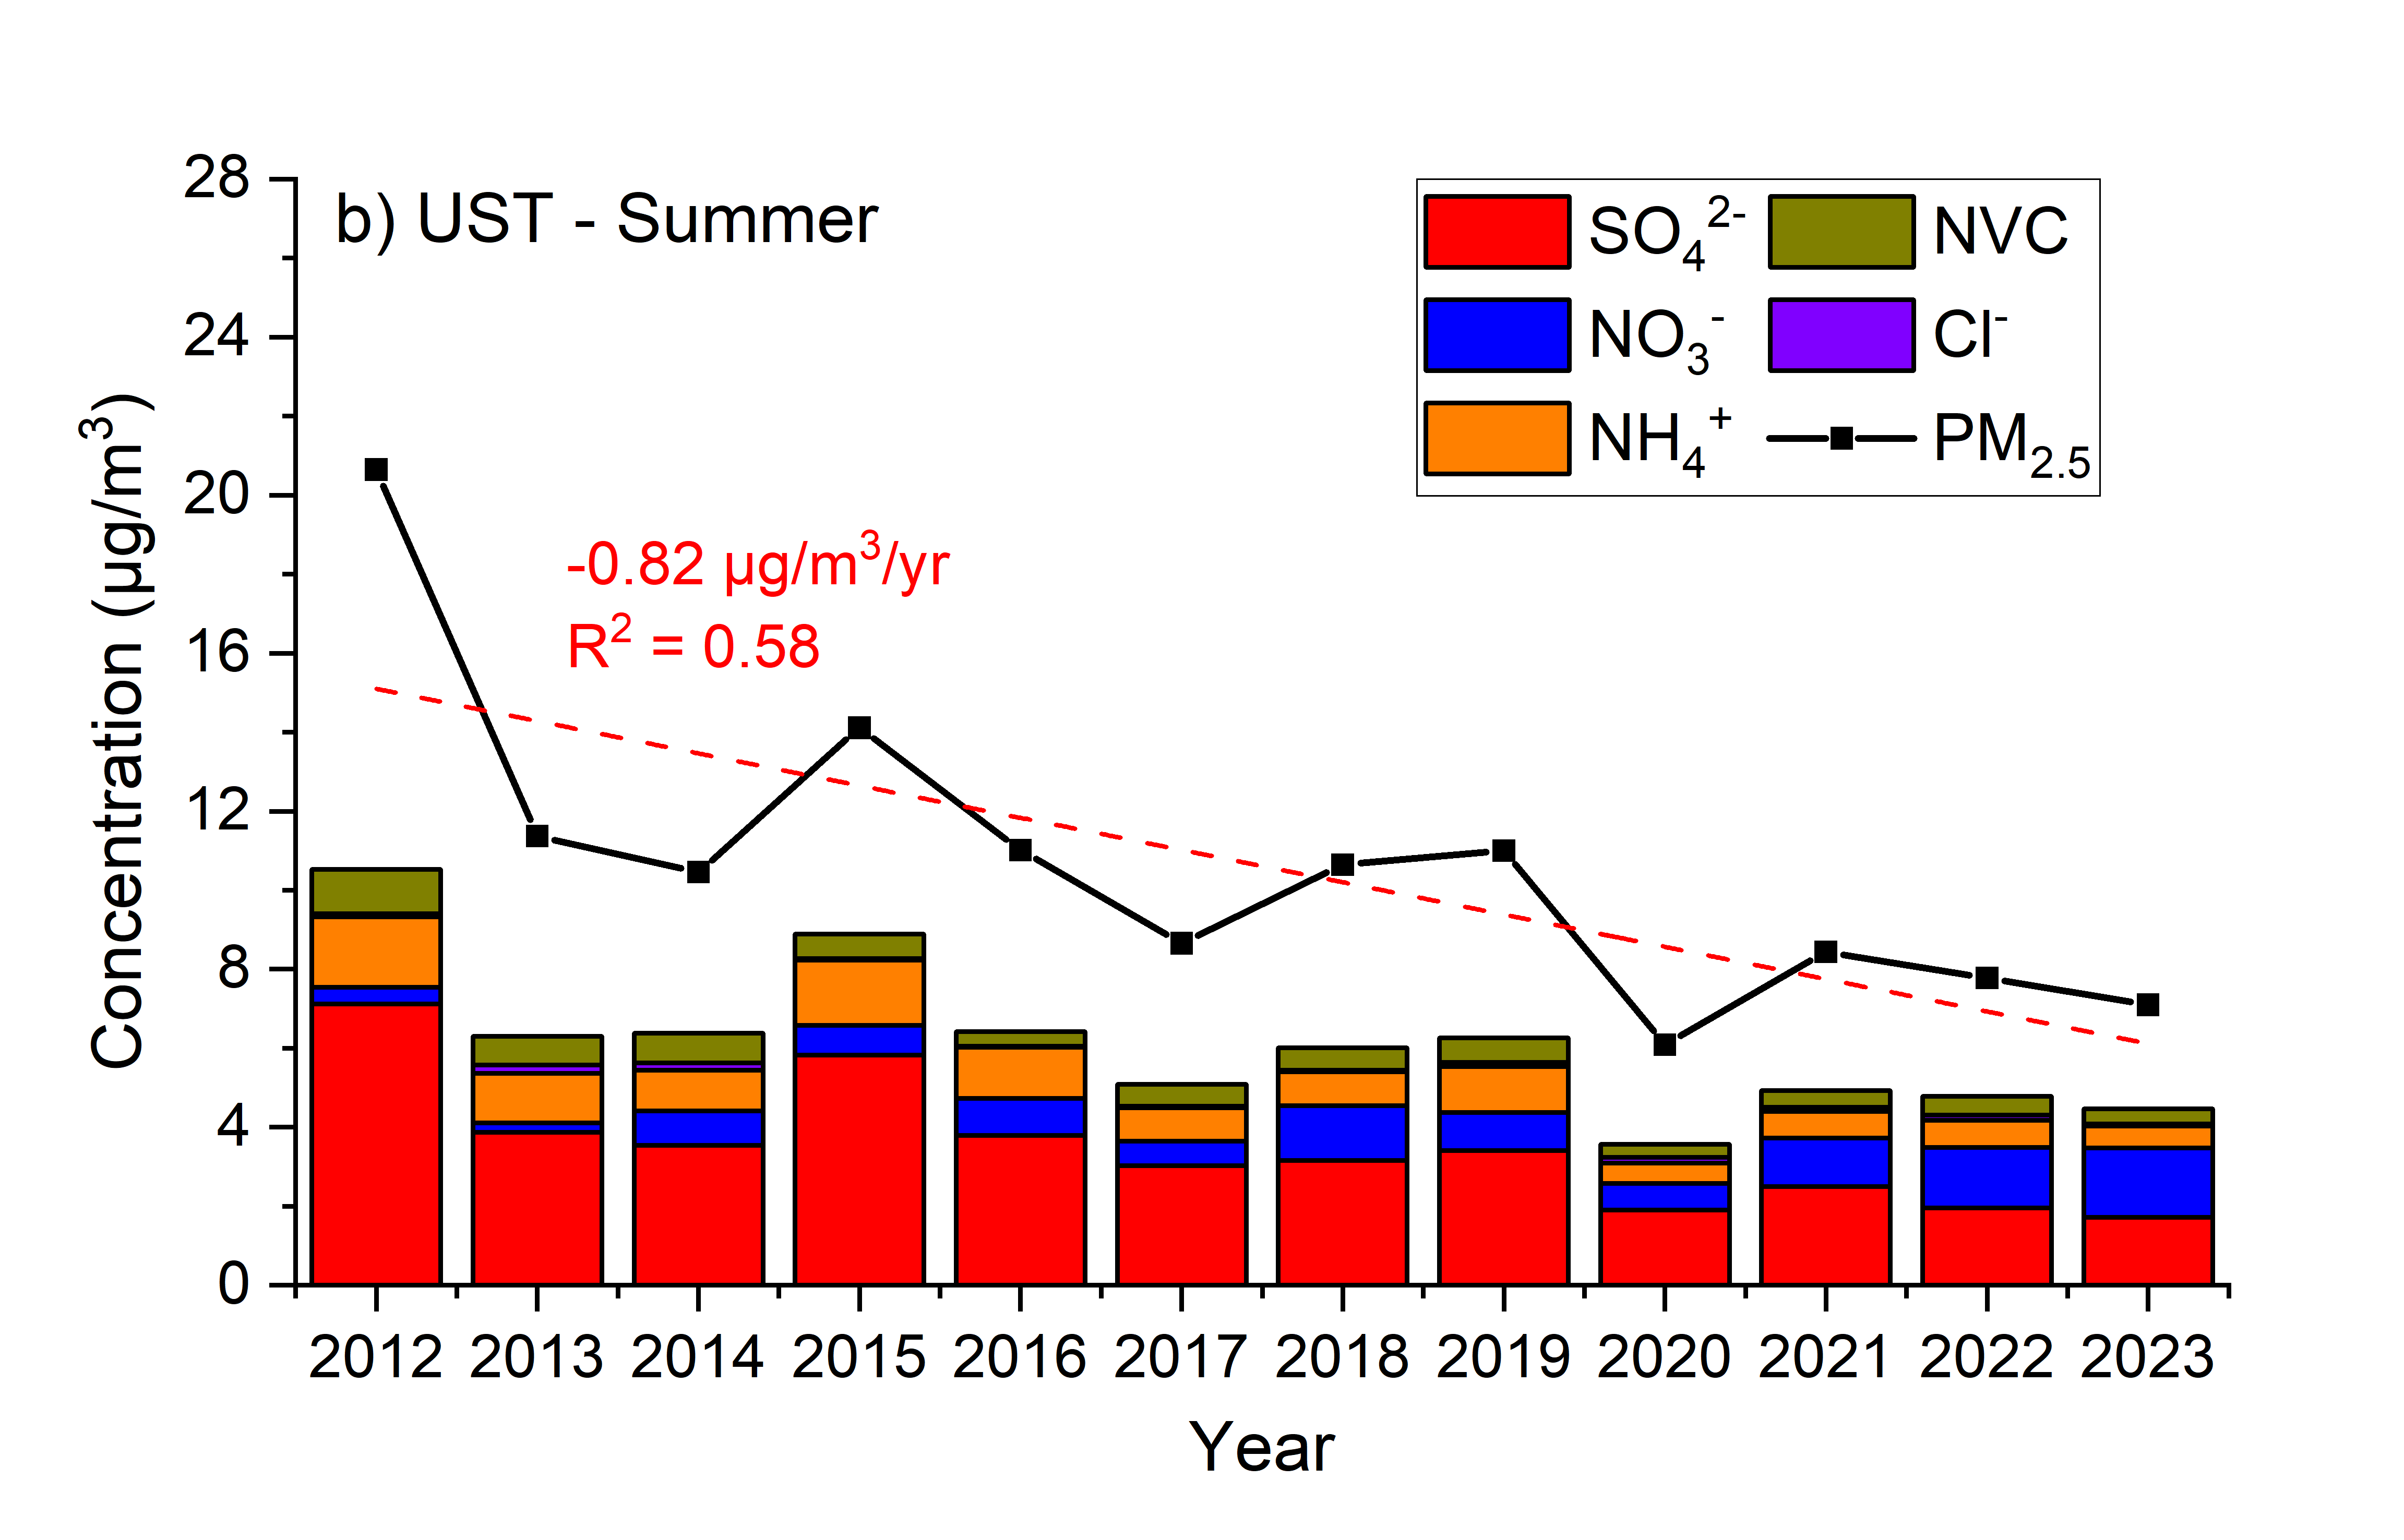 b) UST - Summer
SO₄²⁻ NVC
NO₃⁻ Cl⁻
NH₄⁺ PM₂.₅
-0.82 µg/m³/yr
R² = 0.58
Concentration (µg/m³)
28
24
20
16
12
8
4
0
2012 2013 2014 2015 2016 2017 2018 2019 2020 2021 2022 2023
Year